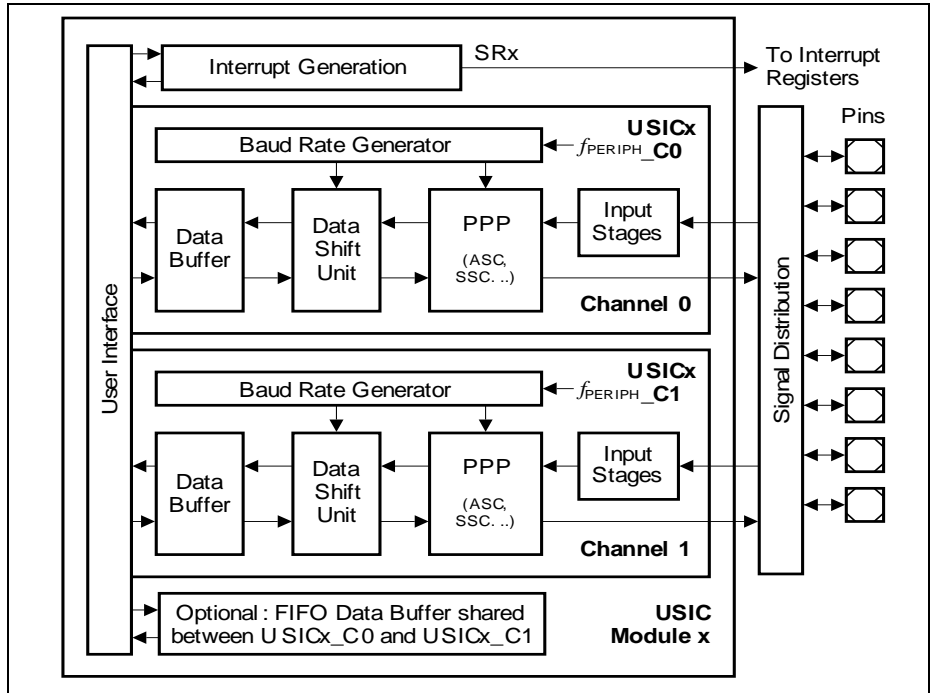 Interrupt Generation
SRx
To Interrupt
Registers
Pins
User Interface
Signal Distribution
Baud Rate Generator
USICx
fPERIPH_C0
Data
Buffer
Data
Shift
Unit
PPP
(ASC,
SSC. ..)
Input
Stages
Channel 0
Baud Rate Generator
USICx
fPERIPH_C1
Data
Buffer
Data
Shift
Unit
PPP
(ASC,
SSC. ..)
Input
Stages
Channel 1
Optional : FIFO Data Buffer shared
between USICx_C0 and USICx_C1
USIC
Module x